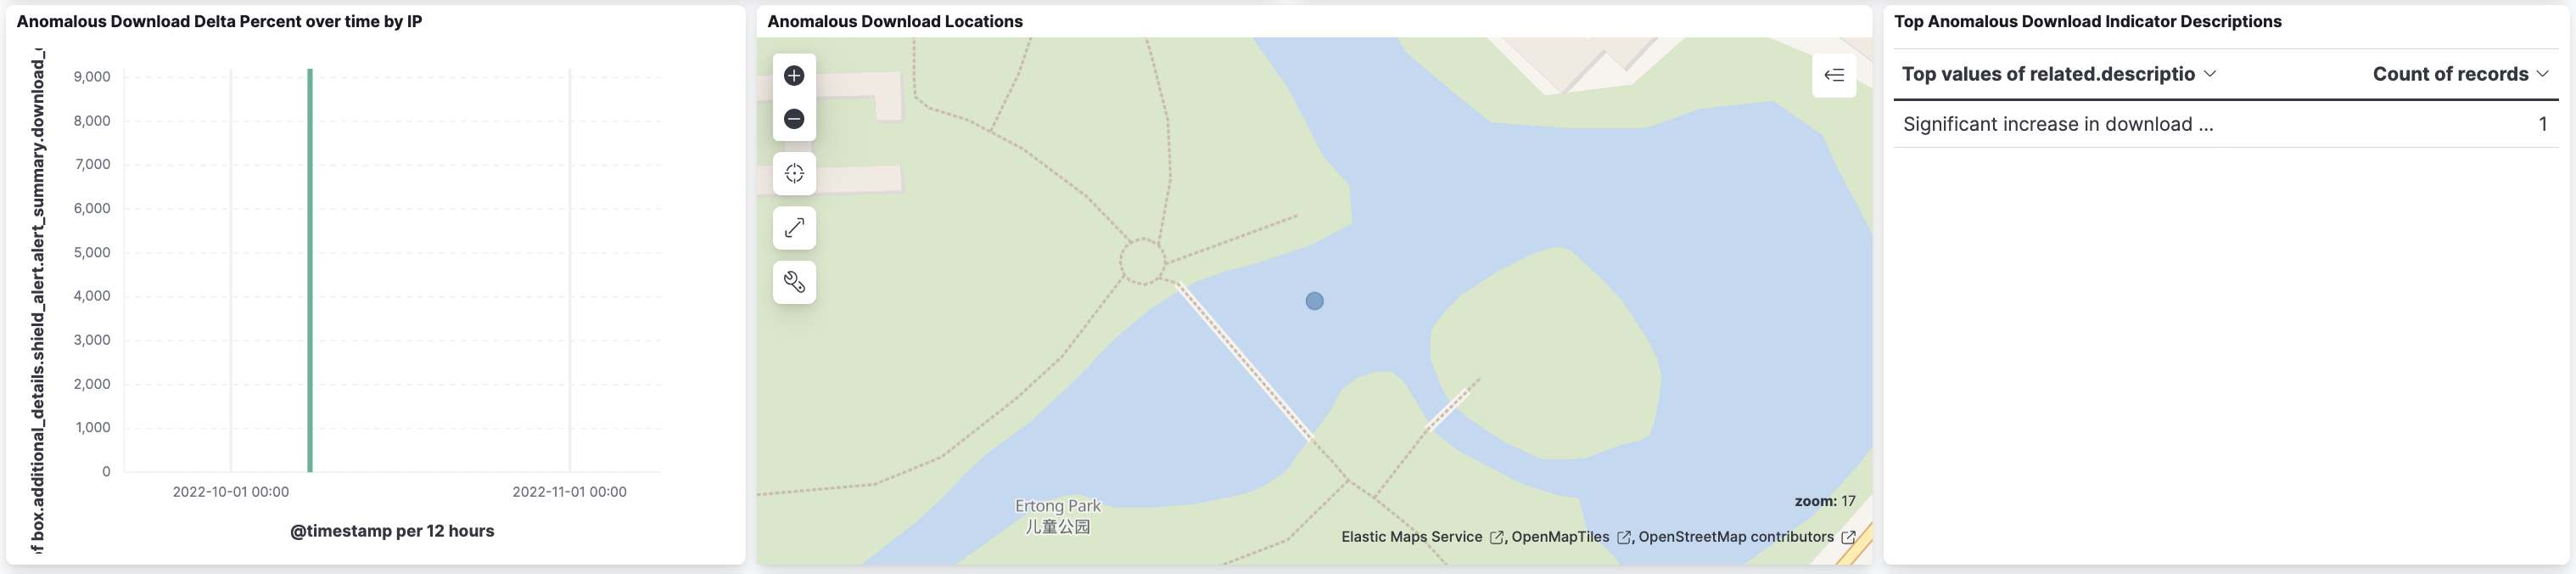 Anomalous Download Delta Percent over time by IP
of box.additional_details.shield_alert.alert_summary.download_
9,000
8,000
7,000
6,000
5,000
4,000
3,000
2,000
1,000
0
2022-10-01 00:00
2022-11-01 00:00
@timestamp per 12 hours
Anomalous Download Locations
Ertong Park
儿童公园
zoom: 17
Elastic Maps Service , OpenMapTiles , OpenStreetMap contributors
Top Anomalous Download Indicator Descriptions
Top values of related.descriptio
Count of records
Significant increase in download ...
1